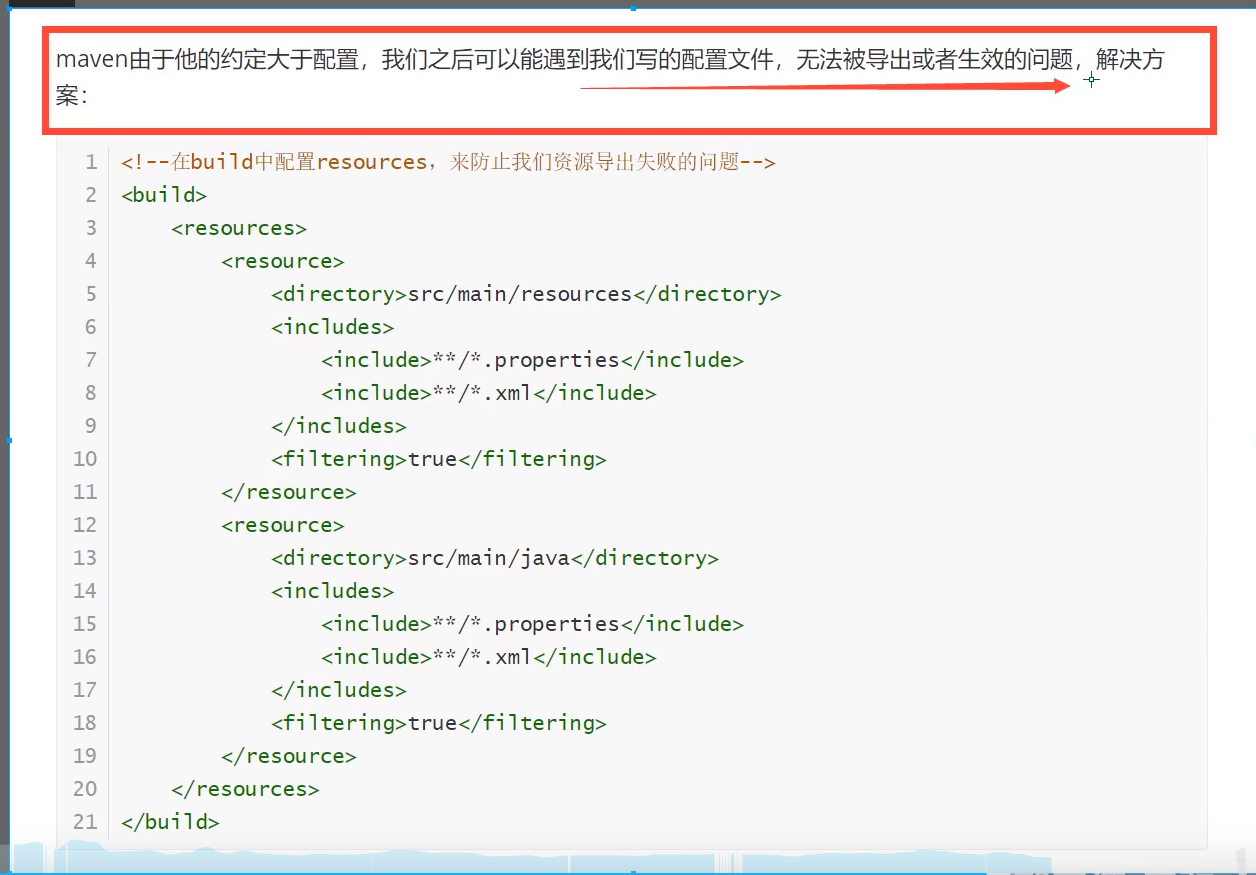 maven由于他的约定大于配置，我们之后可以能遇到我们写的配置文件，无法被导出或者生效的问题，解决方
案：
1 <!--在build中配置resources，来防止我们资源导出失败的问题-->
2 <build>
3 <resources>
4 <resource>
5 <directory>src/main/resources</directory>
6 <includes>
7 <include>**/*.properties</include>
8 <include>**/*.xml</include>
9 </includes>
10 <filtering>true</filtering>
11 </resource>
12 <resource>
13 <directory>src/main/java</directory>
14 <includes>
15 <include>**/*.properties</include>
16 <include>**/*.xml</include>
17 </includes>
18 <filtering>true</filtering>
19 </resource>
20 </resources>
21 </build>